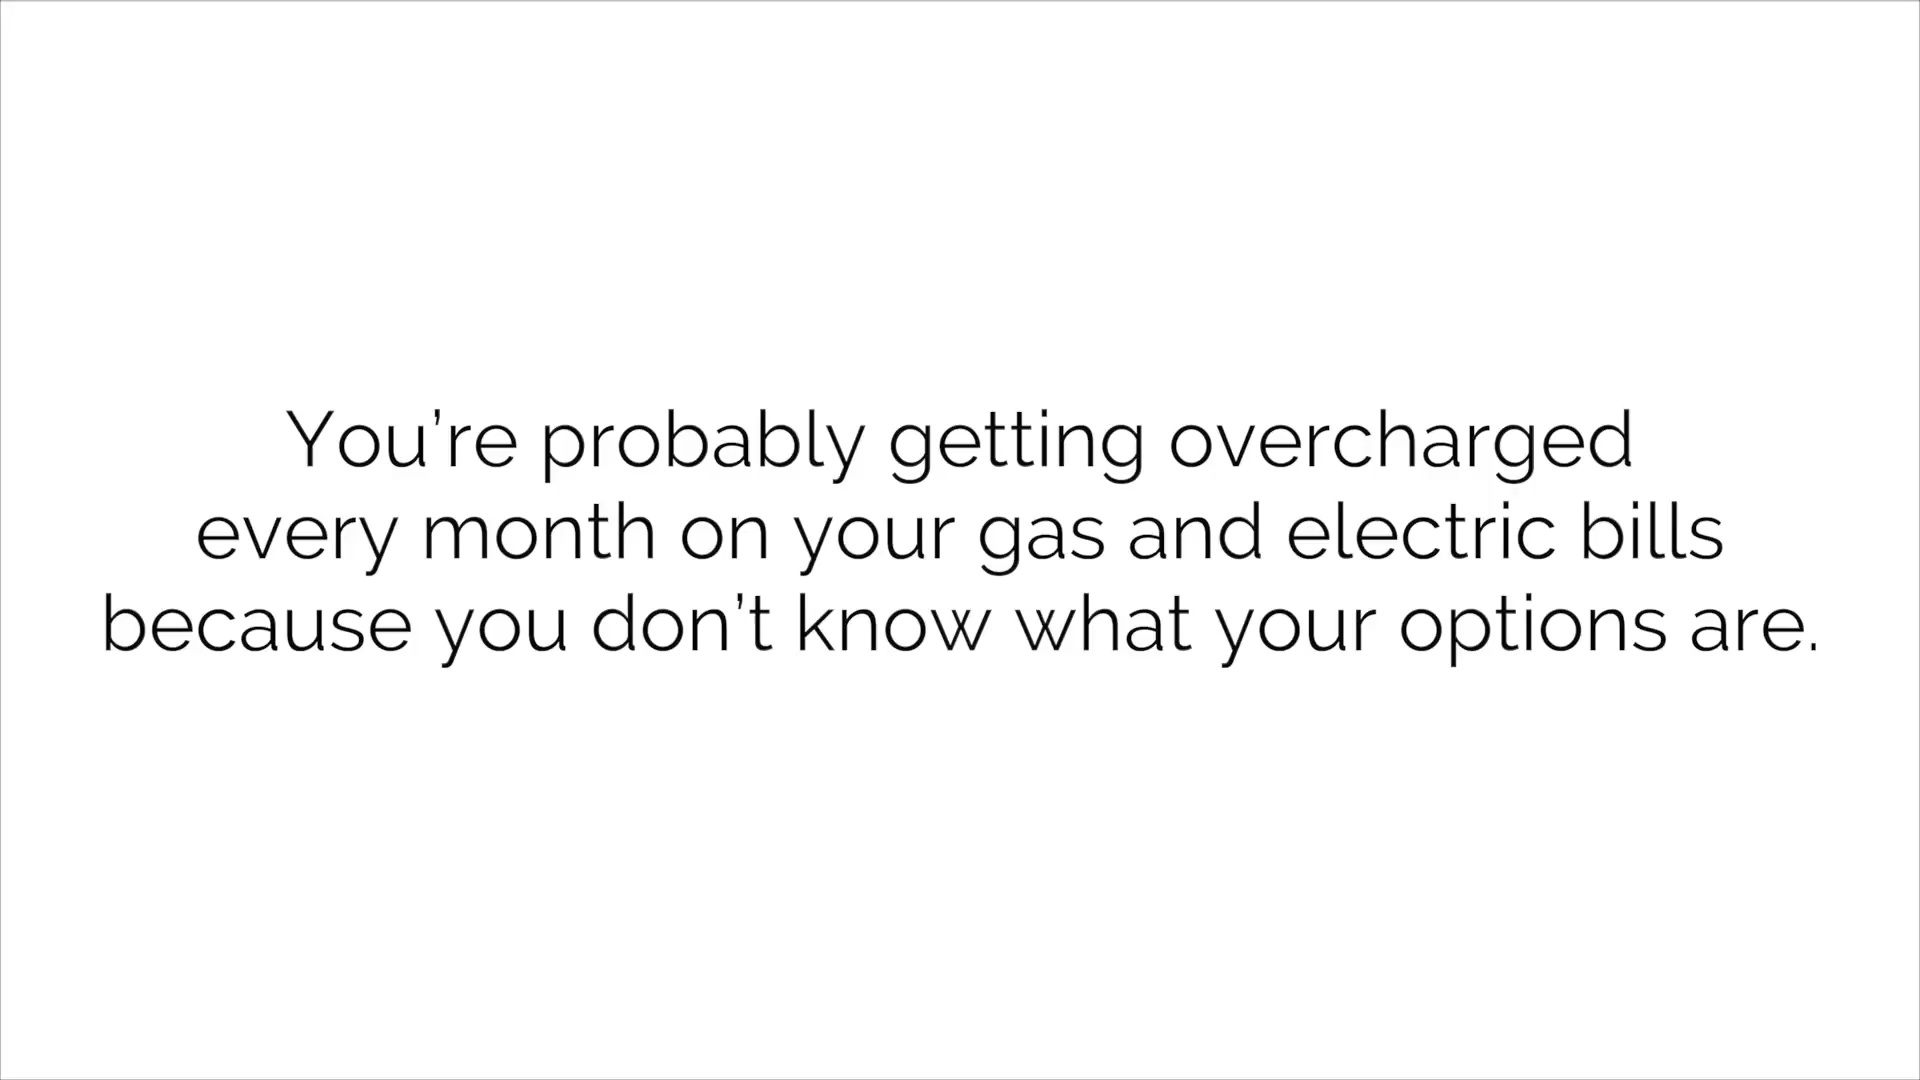 You’re probably getting overcharged
every month on your gas and electric bills
because you don’t know what your options are.